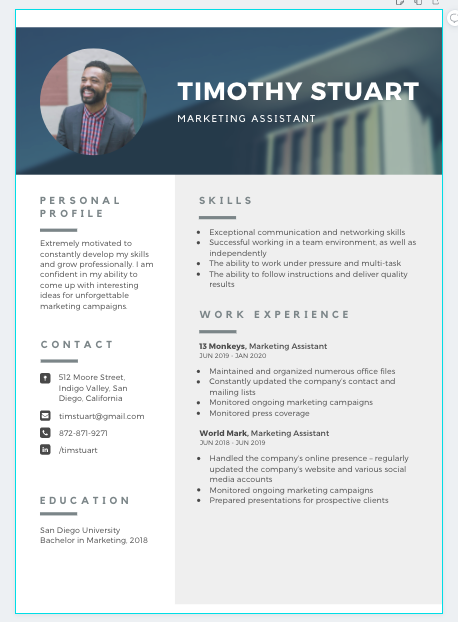 TIMOTHY STUART
MARKETING ASSISTANT
PERSONAL
PROFILE
Extremely motivated to
constantly develop my skills
and grow professionally. I am
confident in my ability to
come up with interesting
ideas for unforgettable
marketing campaigns
CONTACT
512 Moore Street,
Indigo Valley, San
Diego, California
timstuart@gmail.com
872-871-9271
/timstuart
EDUCATION
San Diego University
Bachelor in Marketing, 2018
SKILLS
• Exceptional communication and networking skills
• Successful working in a team environment, as well as
independently
• The ability to work under pressure and multi-task
• The ability to follow instructions and deliver quality
results
WORK EXPERIENCE
13 Monkeys, Marketing Assistant
JUN 2019 - JAN 2020
• Maintained and organized numerous office files
• Constantly updated the company's contact and
mailing lists
• Monitored ongoing marketing campaigns
• Monitored press coverage
World Mark, Marketing Assistant
JUN 2018 - JUN 2019
• Handled the company's online presence – regularly
updated the company's website and various social
media accounts
• Monitored ongoing marketing campaigns
• Prepared presentations for prospective clients